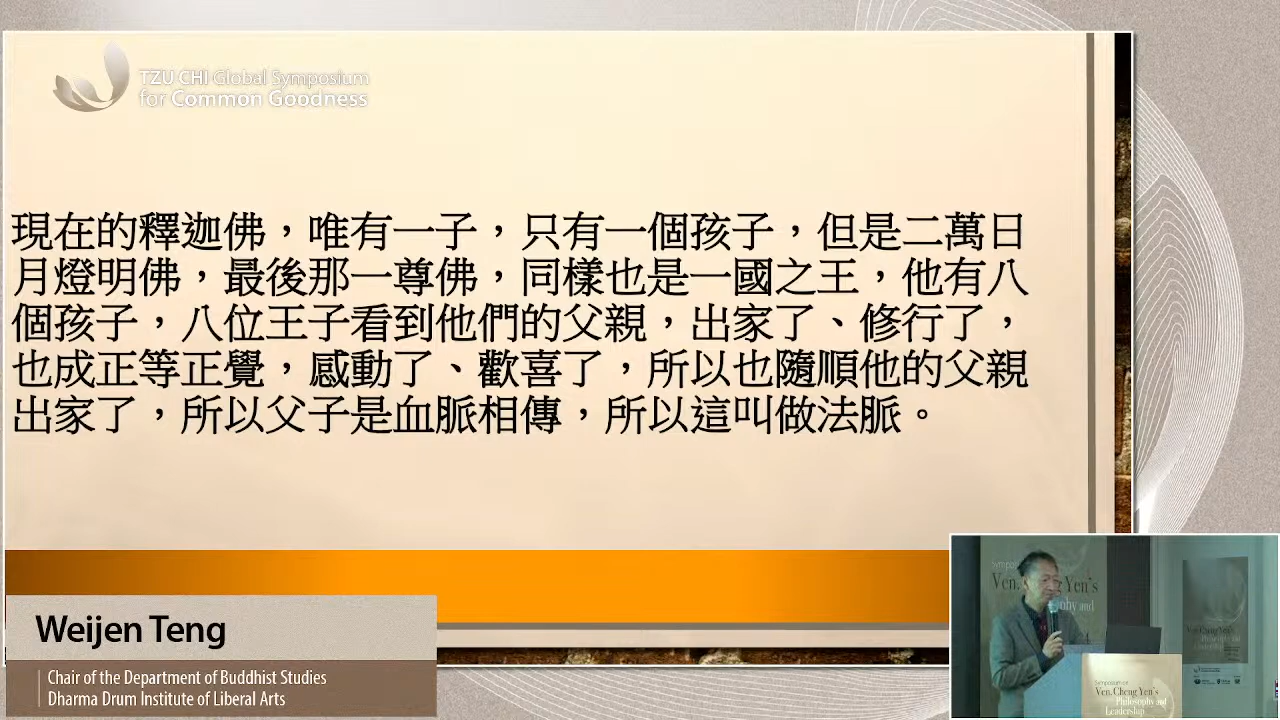 TZU CHI Global Symposium
for Common Goodness
現在的釋迦佛，唯有一子，只有一個孩子，但是二萬日
月燈明佛，最後那一尊佛，同樣也是一國之王，他有八
個孩子，八位王子看到他們的父親，出家了、修行了，
也成正等正覺，感動了、歡喜了，所以也隨順他的父親
出家了，所以父子是血脈相傳，所以這叫做法脈。
Weijen Teng
Chair of the Department of Buddhist Studies
Dharma Drum Institute of Liberal Arts
Ven.
Yen's
and
Symposium on
Ven. Cheng Yen's
Philosophy and
Leadership